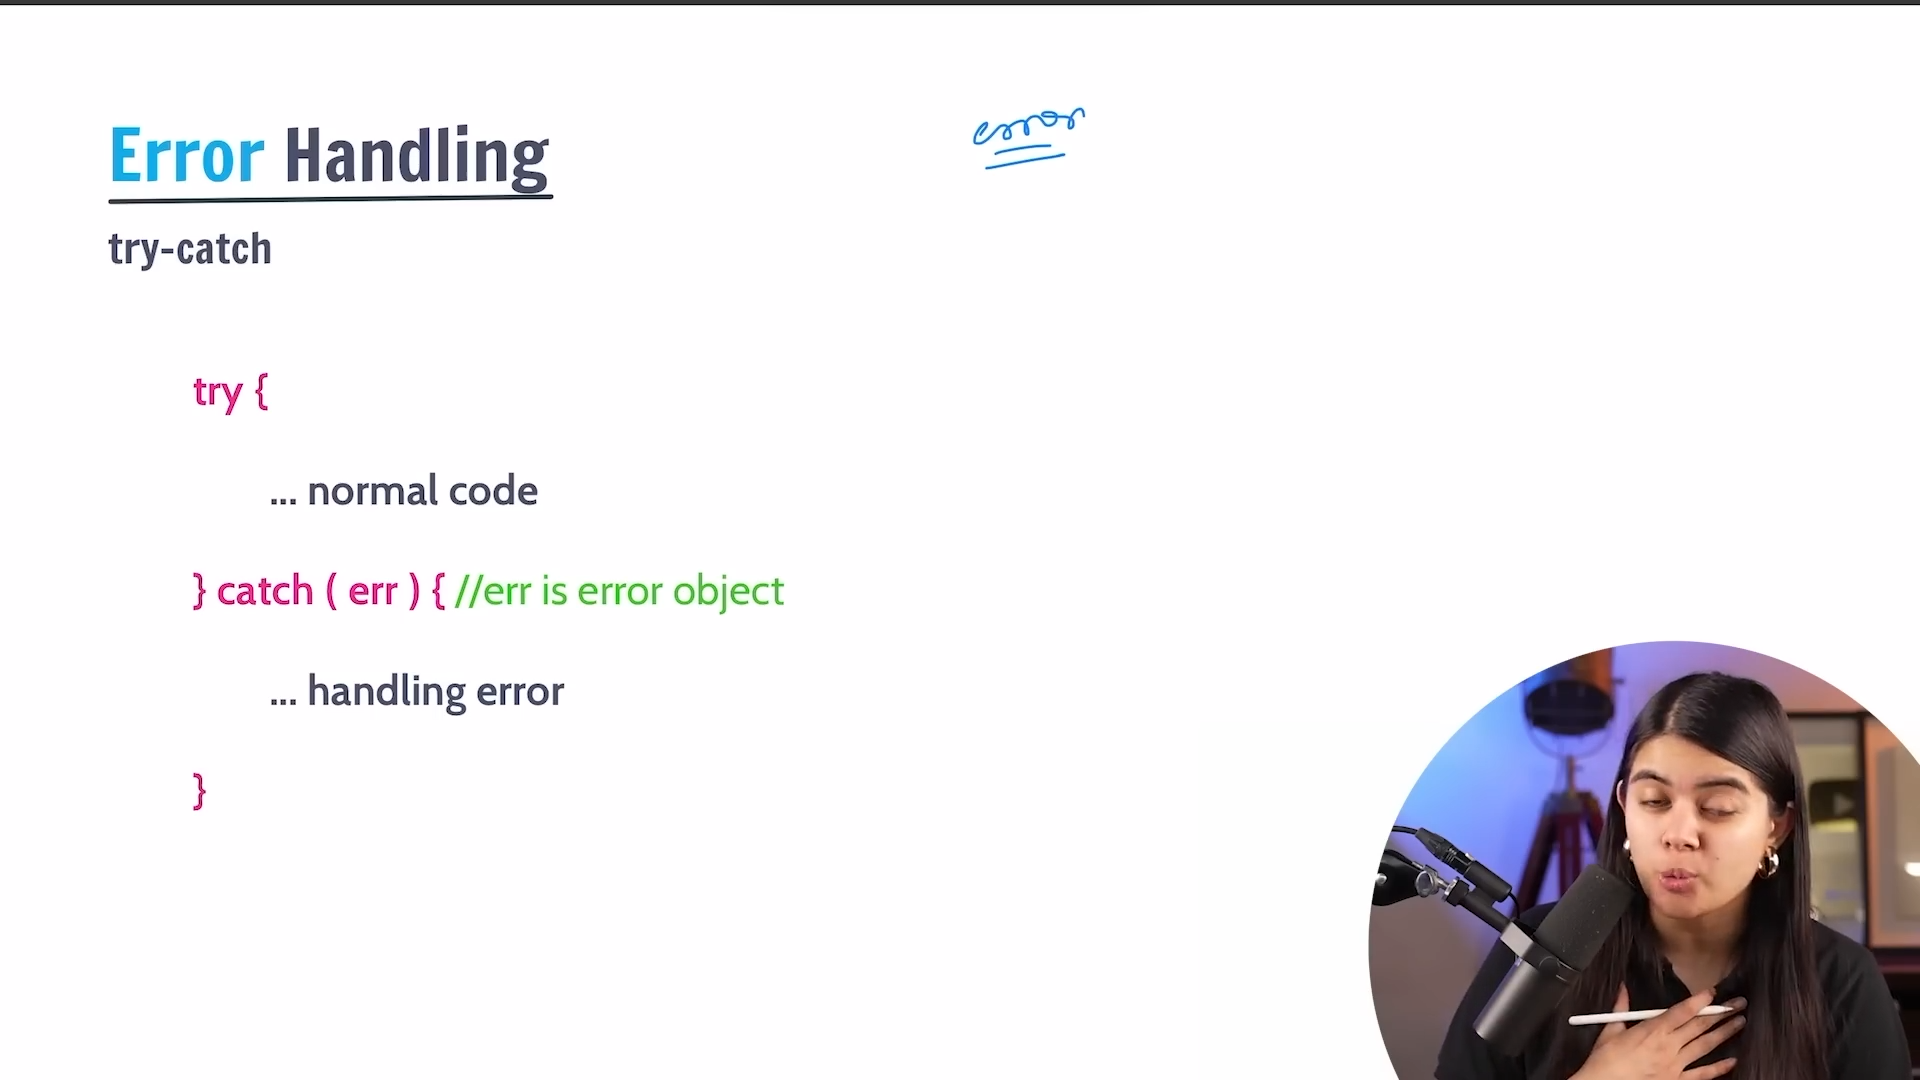 Error Handling
error
try-catch
try {
... normal code
} catch ( err ) { //err is error object
... handling error
}